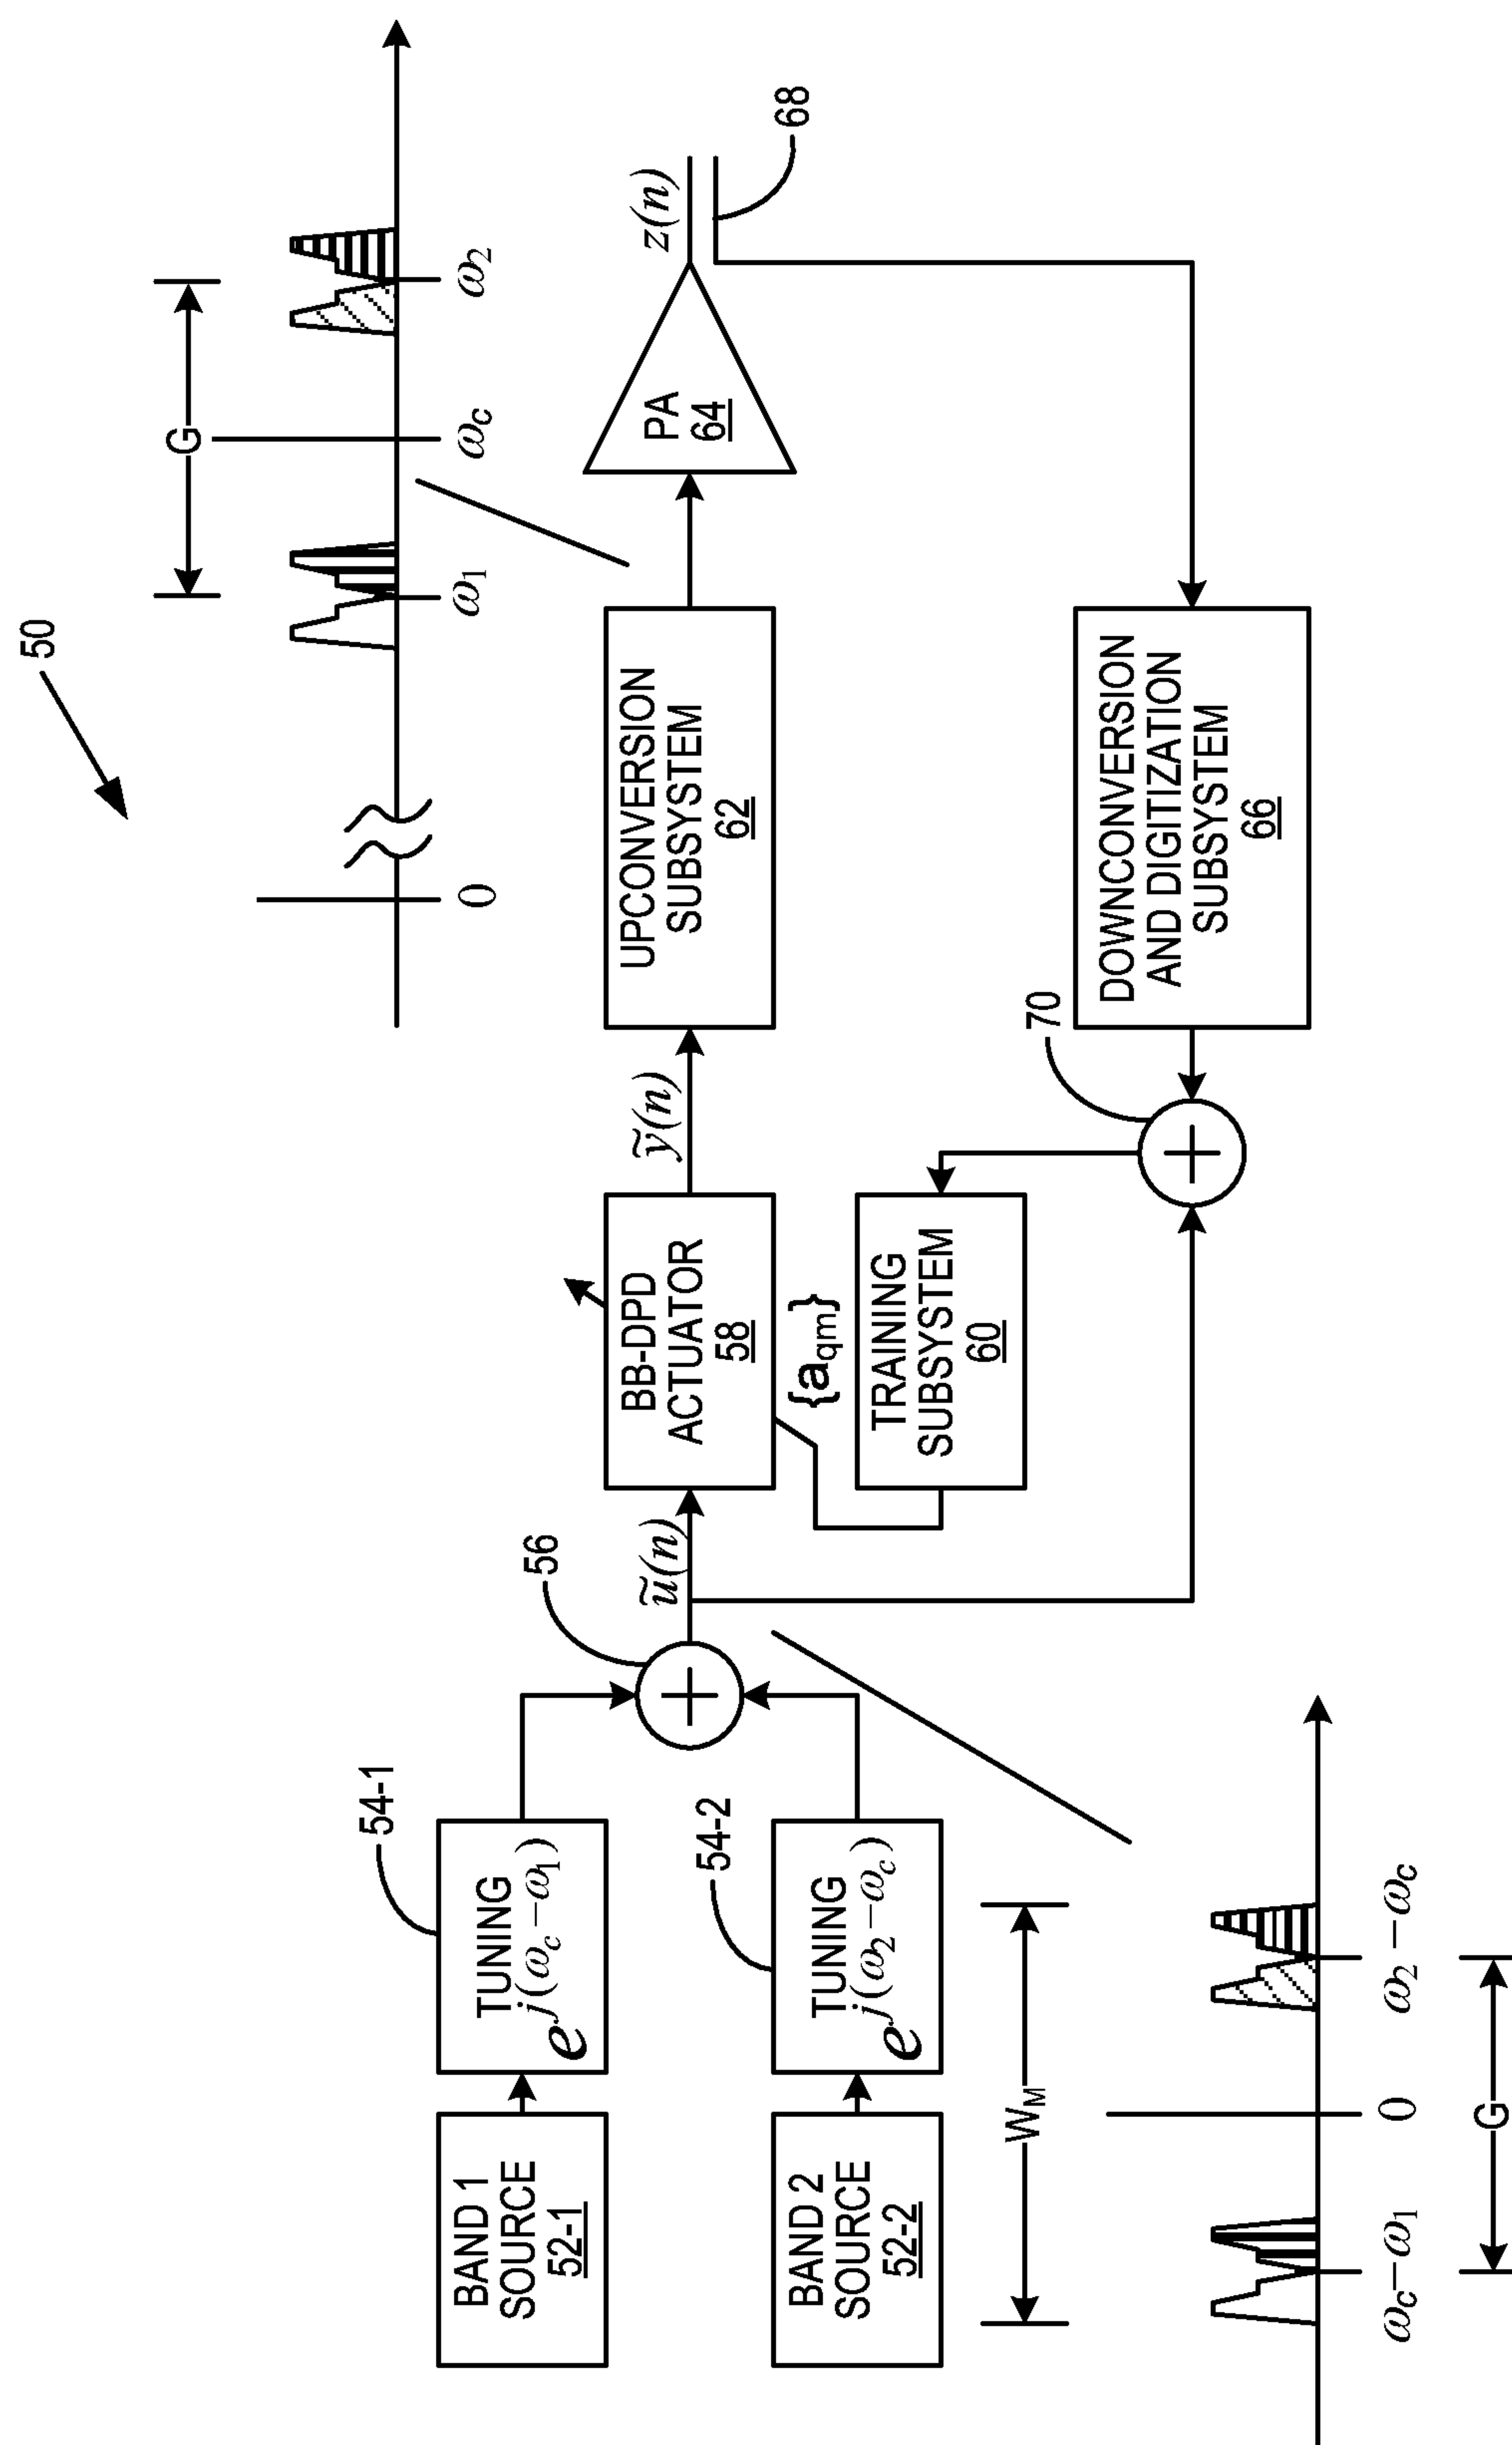 50
G
0
ω1
ωc
ω2
BAND 1
SOURCE
52-1
54-1
TUNING
e^j(ωc−ω1)
BAND 2
SOURCE
52-2
54-2
TUNING
e^j(ω2−ωc)
56
ũ(n)
BB-DPD
ACTUATOR
58
ỹ(n)
UPCONVERSION
SUBSYSTEM
62
PA
64
z(n)
68
{aqm}
TRAINING
SUBSYSTEM
60
70
DOWNCONVERSION
AND DIGITIZATION
SUBSYSTEM
66
WM
ωc−ω1
0
ω2−ωc
G